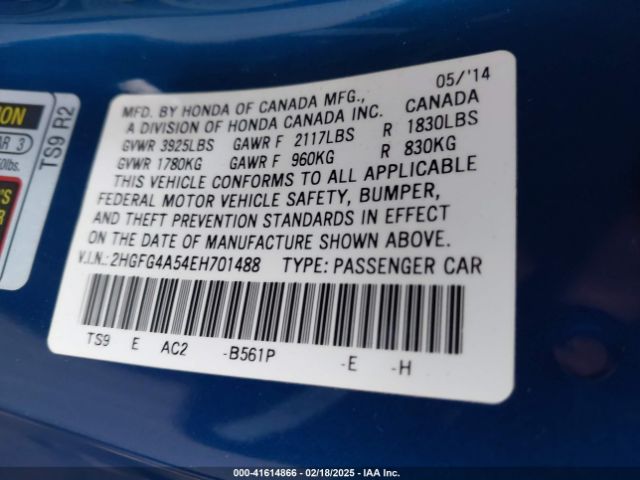 05/'14
MFD. BY HONDA OF CANADA MFG., CANADA
A DIVISION OF HONDA CANADA INC.
GVWR 3925LBS GAWR F 2117LBS R 1830LBS
GVWR 1780KG GAWR F 960KG R 830KG
THIS VEHICLE CONFORMS TO ALL APPLICABLE
FEDERAL MOTOR VEHICLE SAFETY, BUMPER,
AND THEFT PREVENTION STANDARDS IN EFFECT
ON THE DATE OF MANUFACTURE SHOWN ABOVE.
V.I.N.: 2HGFG4A54EH701488 TYPE: PASSENGER CAR
TS9 E AC2 -B561P -E -H
TS9 R2
000-41614866 - 02/18/2025 - IAA Inc.